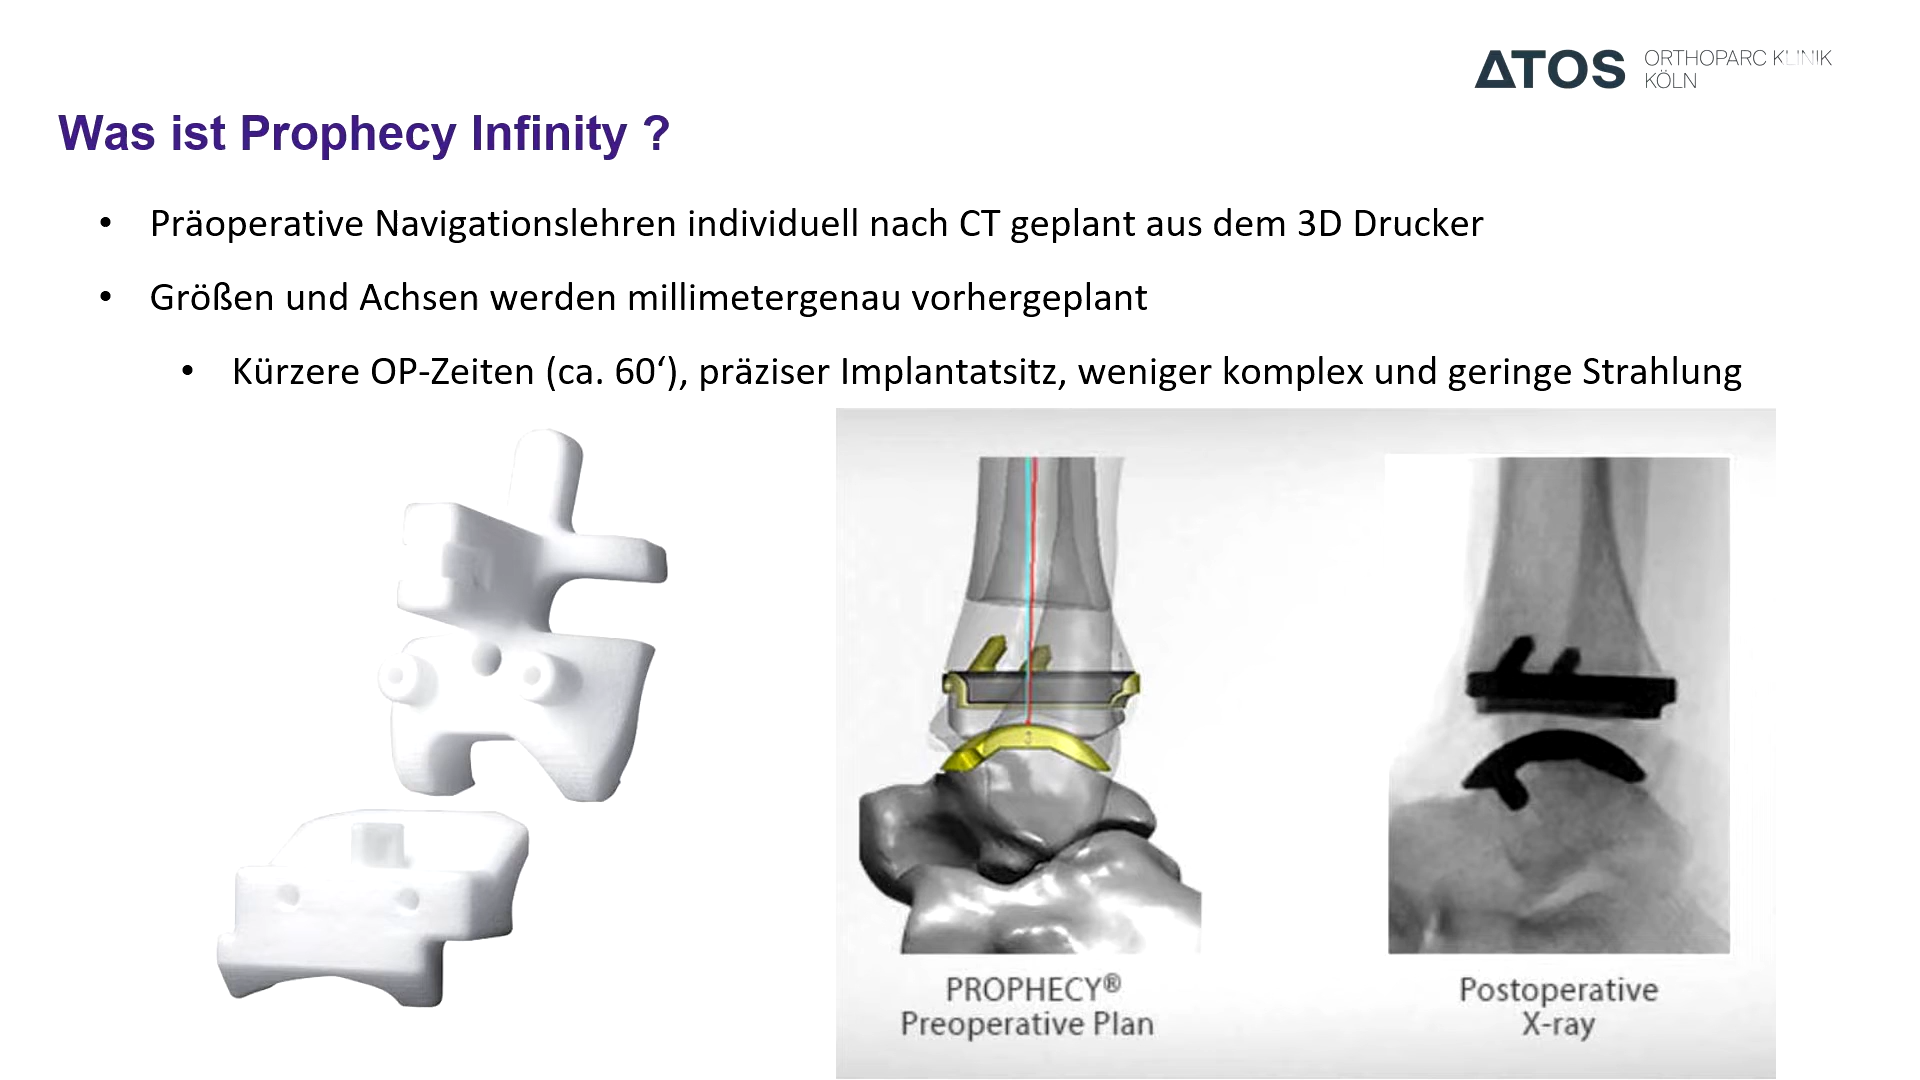 ATOS ORTHOPARC KLINIK
KÖLN
Was ist Prophecy Infinity ?
• Präoperative Navigationslehren individuell nach CT geplant aus dem 3D Drucker
• Größen und Achsen werden millimetergenau vorhergeplant
• Kürzere OP-Zeiten (ca. 60‘), präziser Implantatsitz, weniger komplex und geringe Strahlung
PROPHECY®
Preoperative Plan
Postoperative
X-ray